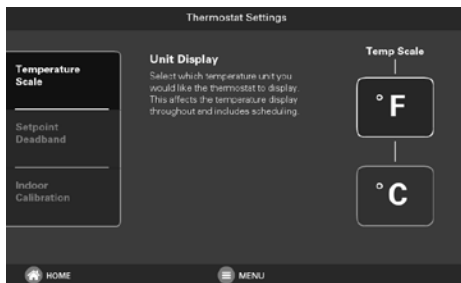 Thermostat Settings
Temperature
Scale
Setpoint
Deadband
Indoor
Calibration
Unit Display
Select which temperature unit you
would like the thermostat to display.
This affects the temperature display
throughout and includes scheduling.
Temp Scale
°F
°C
HOME
MENU